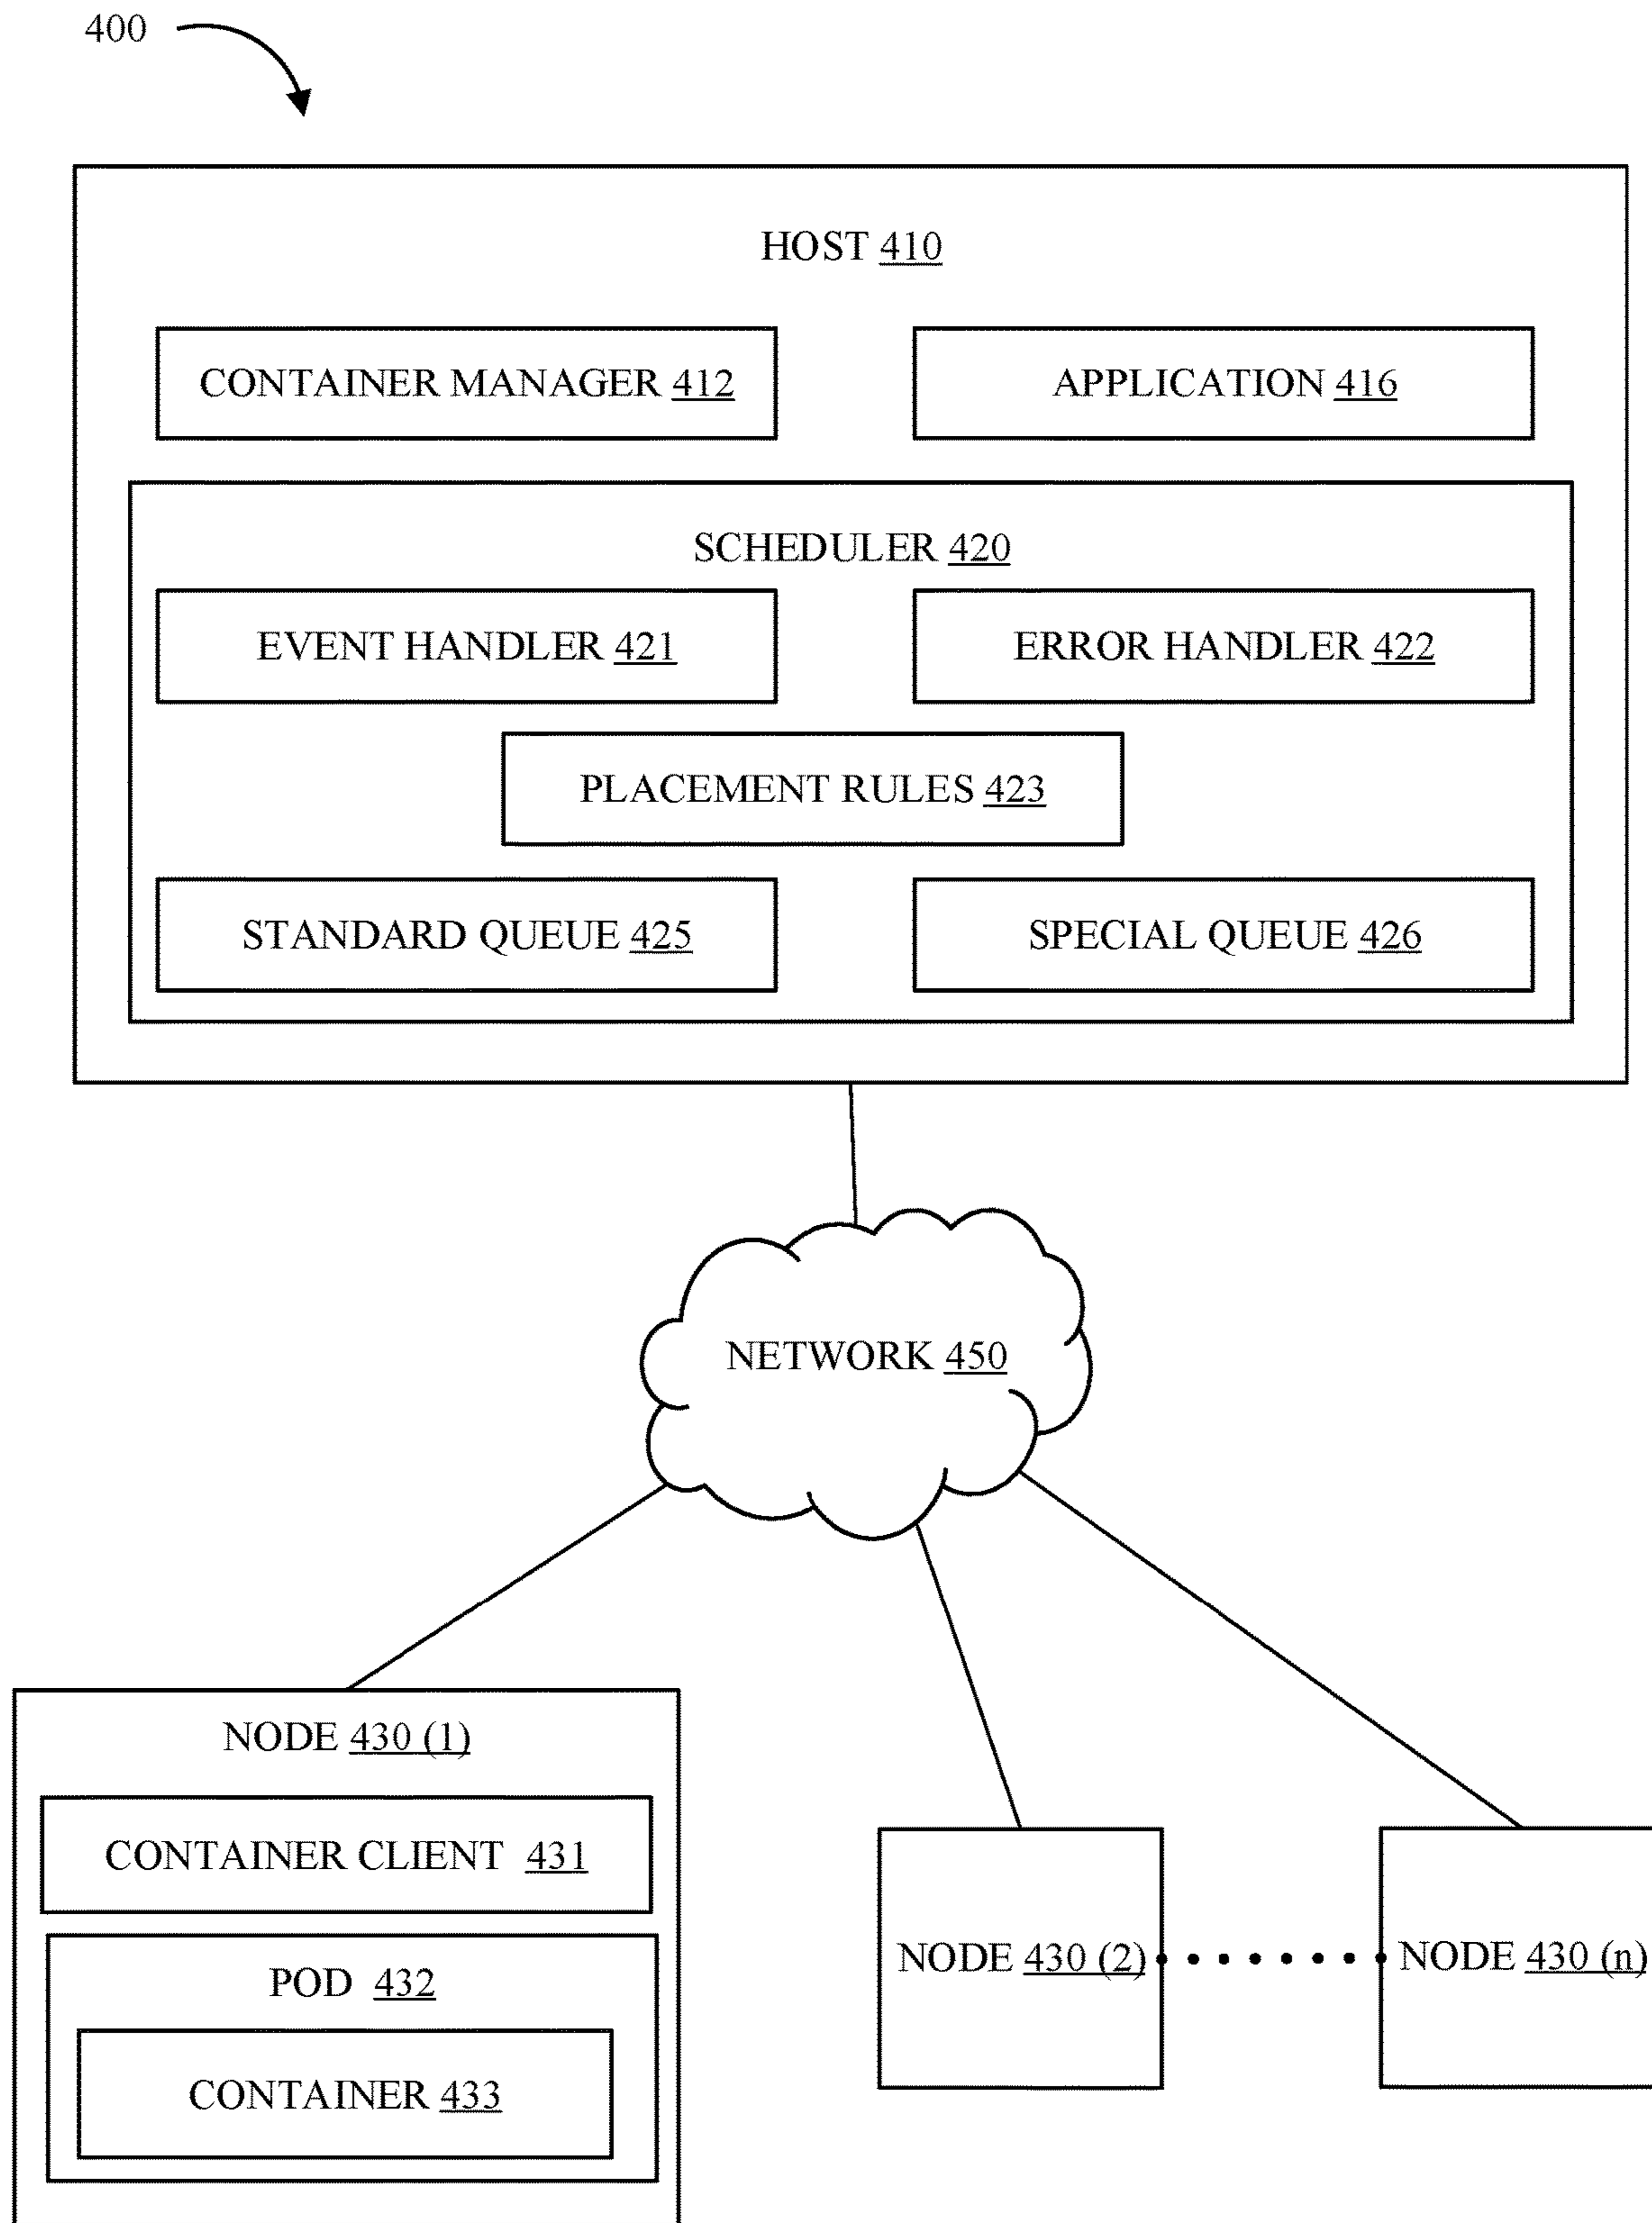 400
HOST 410
CONTAINER MANAGER 412
APPLICATION 416
SCHEDULER 420
EVENT HANDLER 421
ERROR HANDLER 422
PLACEMENT RULES 423
STANDARD QUEUE 425
SPECIAL QUEUE 426
NETWORK 450
NODE 430 (1)
CONTAINER CLIENT 431
POD 432
CONTAINER 433
NODE 430 (2)
NODE 430 (n)